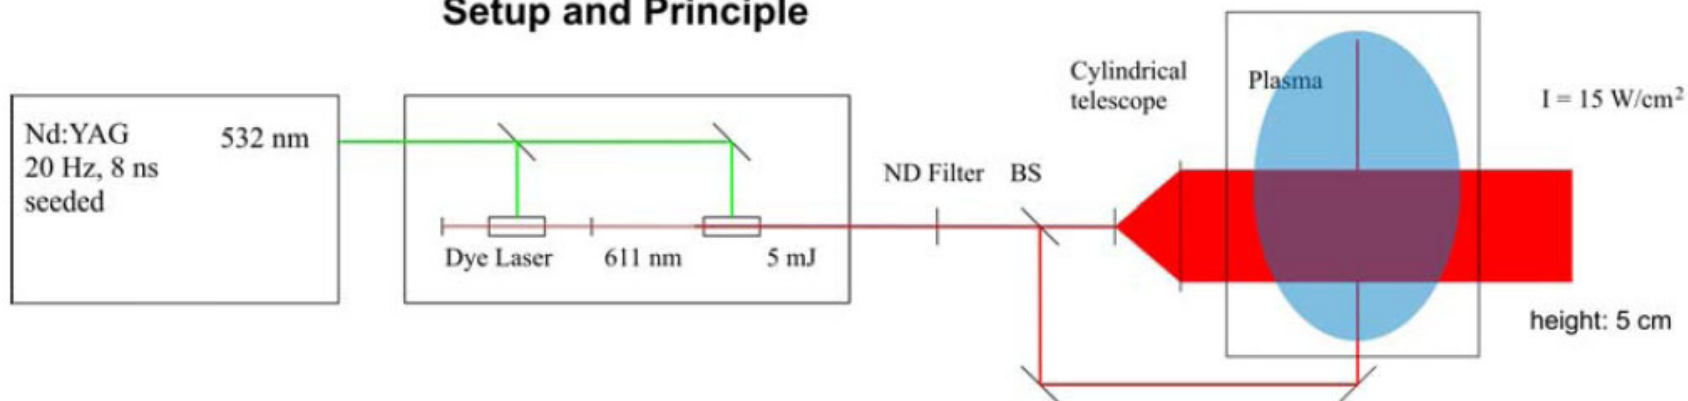 Setup and Principle
Nd:YAG
532 nm
20 Hz, 8 ns
seeded
Dye Laser
611 nm
5 mJ
ND Filter
BS
Cylindrical
telescope
Plasma
I = 15 W/cm²
height: 5 cm